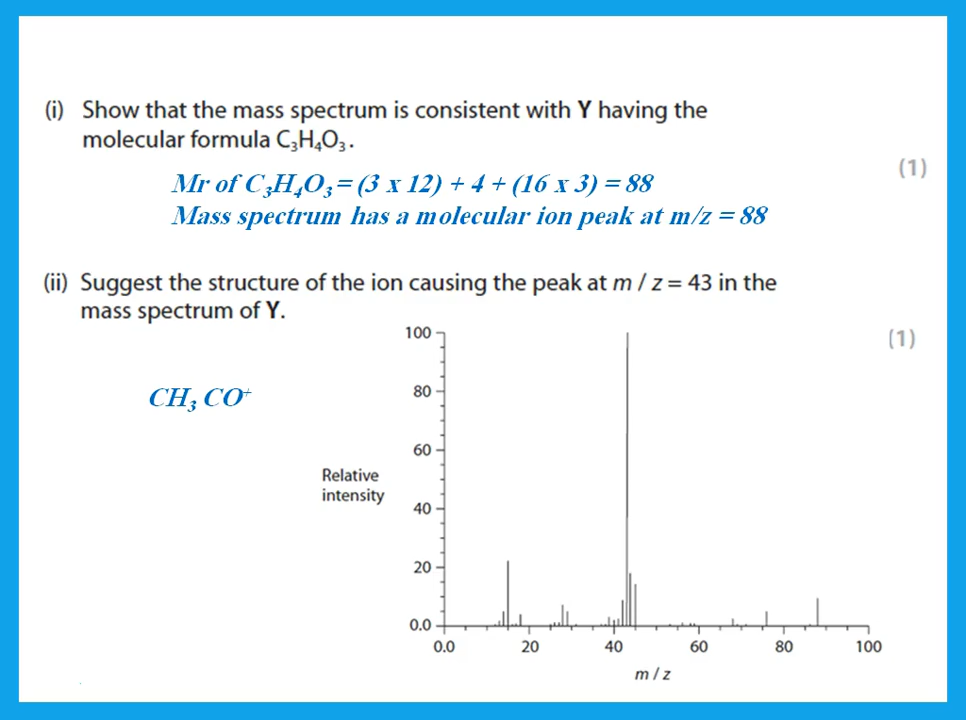 (i) Show that the mass spectrum is consistent with Y having the
molecular formula C₃H₄O₃.
(1)
Mr of C₃H₄O₃ = (3 x 12) + 4 + (16 x 3) = 88
Mass spectrum has a molecular ion peak at m/z = 88
(ii) Suggest the structure of the ion causing the peak at m / z = 43 in the
mass spectrum of Y.
(1)
CH₃ CO⁺
100
80
60
Relative
intensity
40
20
0.0
0.0 20 40 60 80 100
m / z